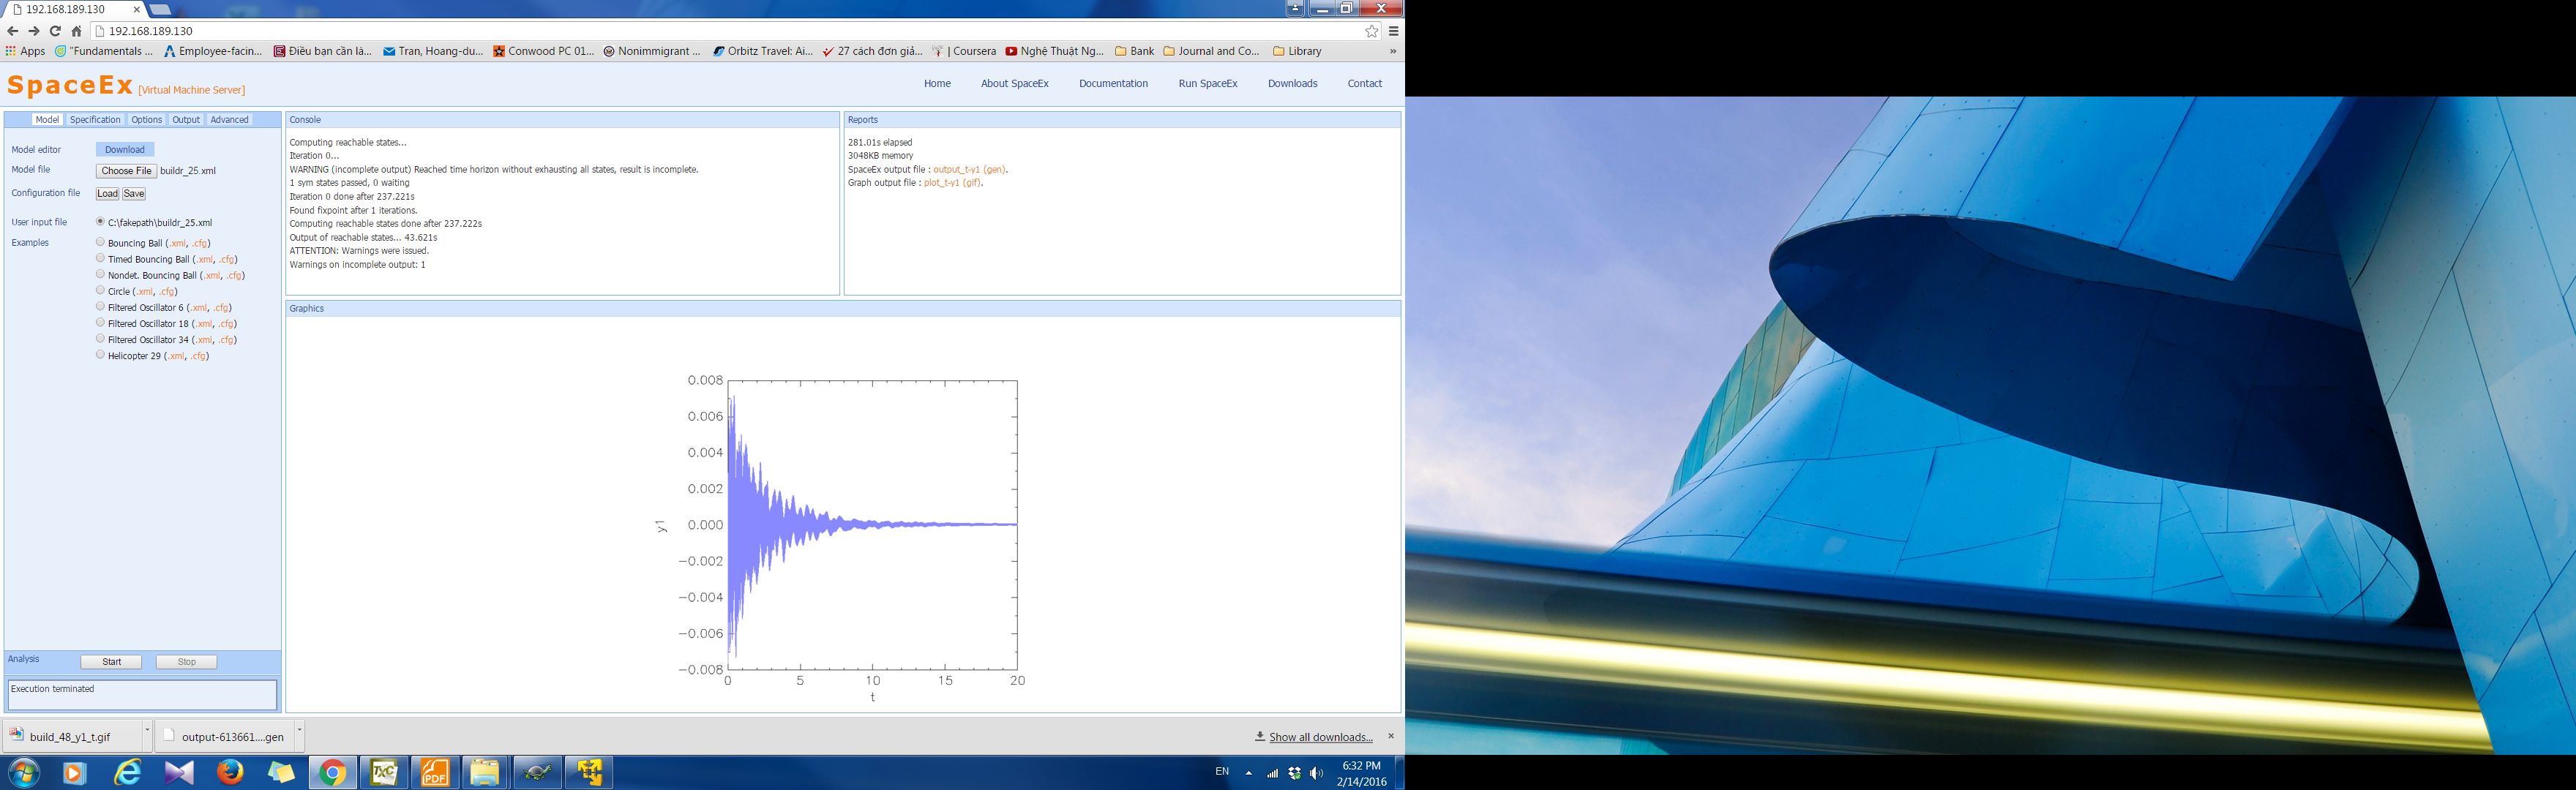 192.168.189.130
192.168.189.130
Apps "Fundamentals ... Employee-facin... Điều bạn cần là... Tran, Hoang-du... Conwood PC 01... Nonimmigrant ... Orbitz Travel: Ai... 27 cách đơn giả... | Coursera Nghệ Thuật Ng... Bank Journal and Co... Library »
SpaceEx [Virtual Machine Server]
Home About SpaceEx Documentation Run SpaceEx Downloads Contact
Model Specification Options Output Advanced
Model editor Download
Model file Choose File buildr_25.xml
Configuration file Load Save
User input file C:\fakepath\buildr_25.xml
Examples Bouncing Ball (.xml, .cfg)
Timed Bouncing Ball (.xml, .cfg)
Nondet. Bouncing Ball (.xml, .cfg)
Circle (.xml, .cfg)
Filtered Oscillator 6 (.xml, .cfg)
Filtered Oscillator 18 (.xml, .cfg)
Filtered Oscillator 34 (.xml, .cfg)
Helicopter 29 (.xml, .cfg)
Analysis Start Stop
Execution terminated
Console
Computing reachable states...
Iteration 0...
WARNING (incomplete output) Reached time horizon without exhausting all states, result is incomplete.
1 sym states passed, 0 waiting
Iteration 0 done after 237.221s
Found fixpoint after 1 iterations.
Computing reachable states done after 237.222s
Output of reachable states... 43.621s
ATTENTION: Warnings were issued.
Warnings on incomplete output: 1
Reports
281.01s elapsed
3048KB memory
SpaceEx output file : output_t-y1 (gen).
Graph output file : plot_t-y1 (gif).
Graphics
0.008
0.006
0.004
0.002
0.000
−0.002
−0.004
−0.006
−0.008
y1
0 5 10 15 20
t
build_48_y1_t.gif output-613661....gen Show all downloads...
TXC PDF EN 6:32 PM
2/14/2016